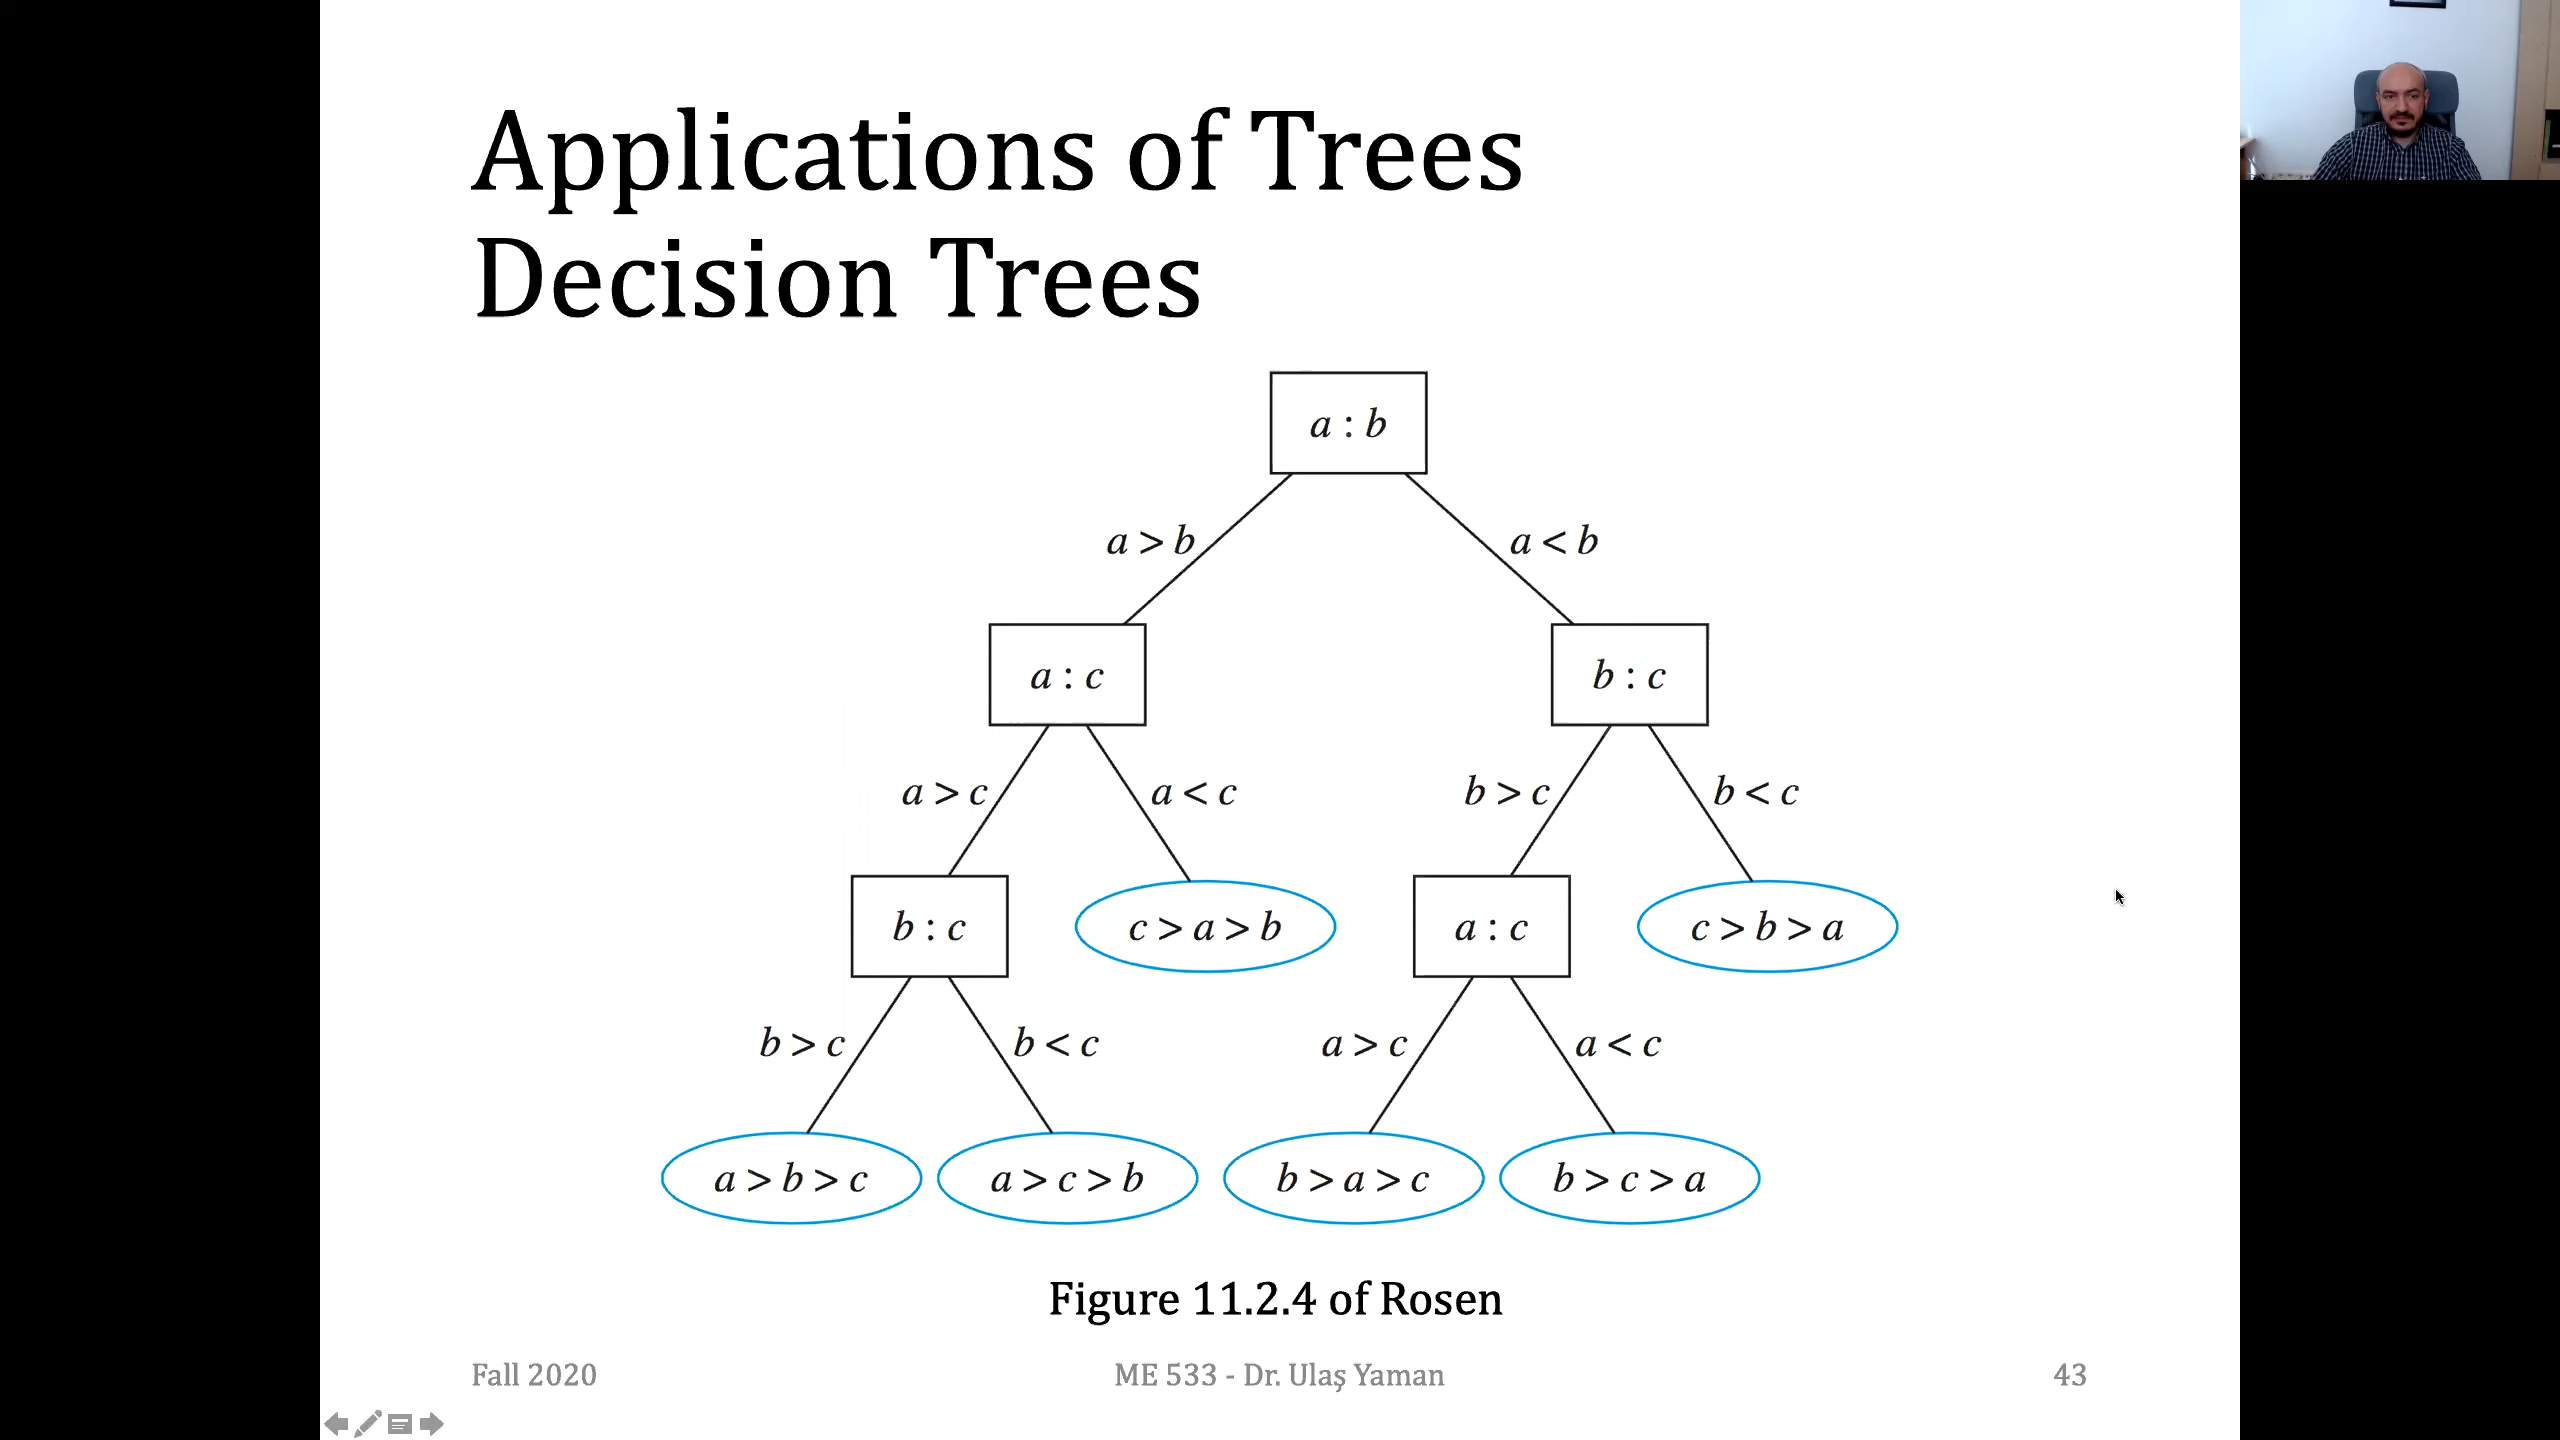 Applications of Trees
Decision Trees
a : b
a > b
a < b
a : c
b : c
a > c
a < c
b > c
b < c
b : c
c > a > b
a : c
c > b > a
b > c
b < c
a > c
a < c
a > b > c
a > c > b
b > a > c
b > c > a
Figure 11.2.4 of Rosen
Fall 2020
ME 533 - Dr. Ulaş Yaman
43